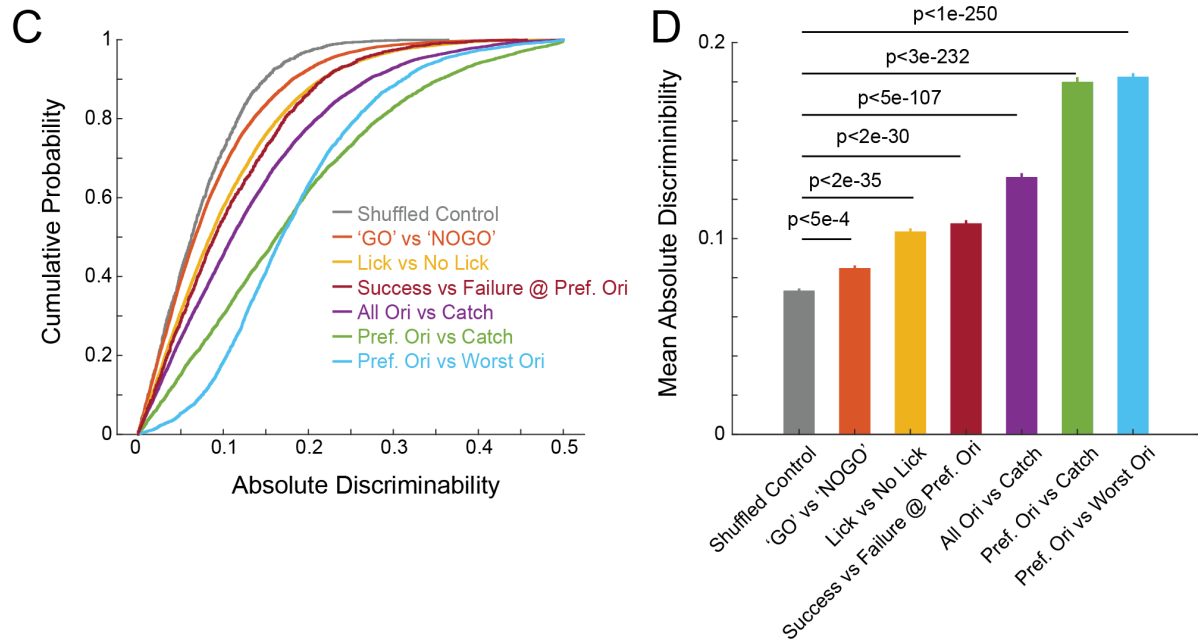 C
Cumulative Probability
1
0.8
0.6
0.4
0.2
0
0
0.1
0.2
0.3
0.4
0.5
Absolute Discriminability
Shuffled Control
‘GO’ vs ‘NOGO’
Lick vs No Lick
Success vs Failure @ Pref. Ori
All Ori vs Catch
Pref. Ori vs Catch
Pref. Ori vs Worst Ori
D
Mean Absolute Discriminibility
0.2
0.1
0
p<1e-250
p<3e-232
p<5e-107
p<2e-30
p<2e-35
p<5e-4
Shuffled Control
‘GO’ vs ‘NOGO’
Lick vs No Lick
Success vs Failure @ Pref. Ori
All Ori vs Catch
Pref. Ori vs Catch
Pref. Ori vs Worst Ori